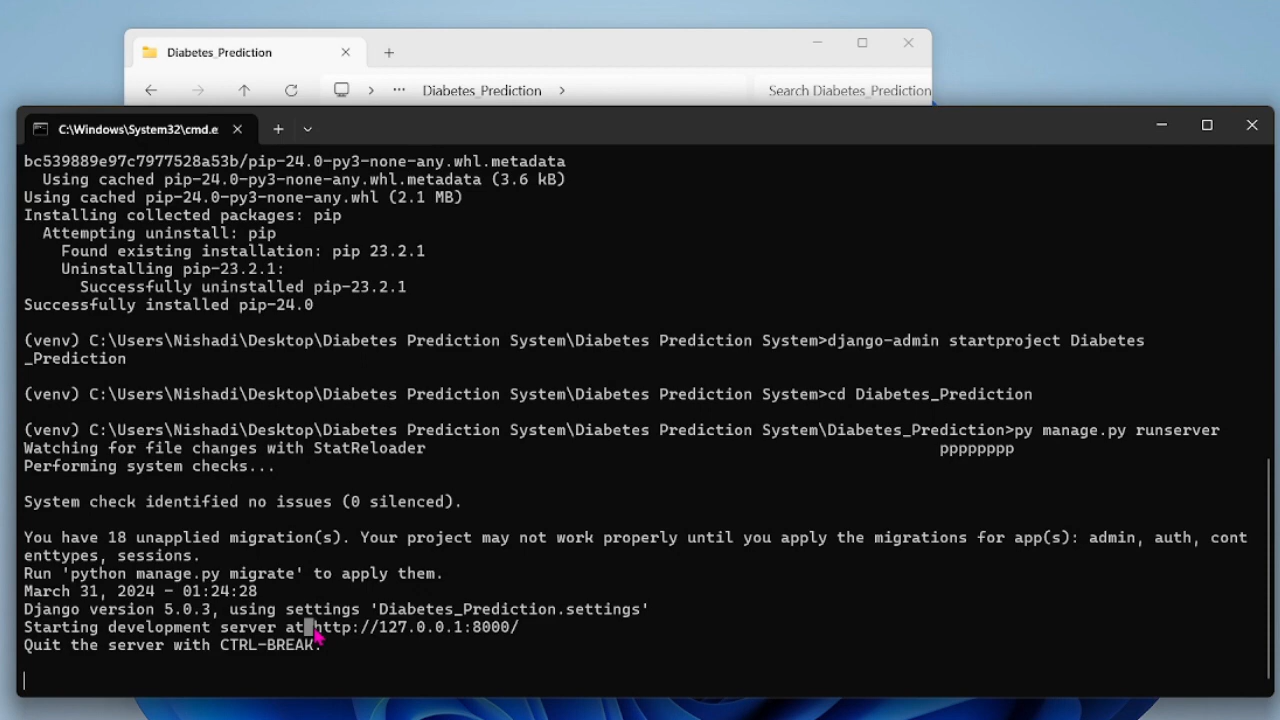 Diabetes_Prediction
Diabetes_Prediction
Search Diabetes_Prediction
C:\Windows\System32\cmd.e
bc539889e97c7977528a53b/pip-24.0-py3-none-any.whl.metadata
Using cached pip-24.0-py3-none-any.whl.metadata (3.6 kB)
Using cached pip-24.0-py3-none-any.whl (2.1 MB)
Installing collected packages: pip
Attempting uninstall: pip
Found existing installation: pip 23.2.1
Uninstalling pip-23.2.1:
Successfully uninstalled pip-23.2.1
Successfully installed pip-24.0
(venv) C:\Users\Nishadi\Desktop\Diabetes Prediction System\Diabetes Prediction System>django-admin startproject Diabetes
_Prediction
(venv) C:\Users\Nishadi\Desktop\Diabetes Prediction System\Diabetes Prediction System>cd Diabetes_Prediction
(venv) C:\Users\Nishadi\Desktop\Diabetes Prediction System\Diabetes Prediction System\Diabetes_Prediction>py manage.py runserver
Watching for file changes with StatReloader pppppppp
Performing system checks...
System check identified no issues (0 silenced).
You have 18 unapplied migration(s). Your project may not work properly until you apply the migrations for app(s): admin, auth, cont
enttypes, sessions.
Run 'python manage.py migrate' to apply them.
March 31, 2024 - 01:24:28
Django version 5.0.3, using settings 'Diabetes_Prediction.settings'
Starting development server at http://127.0.0.1:8000/
Quit the server with CTRL-BREAK.